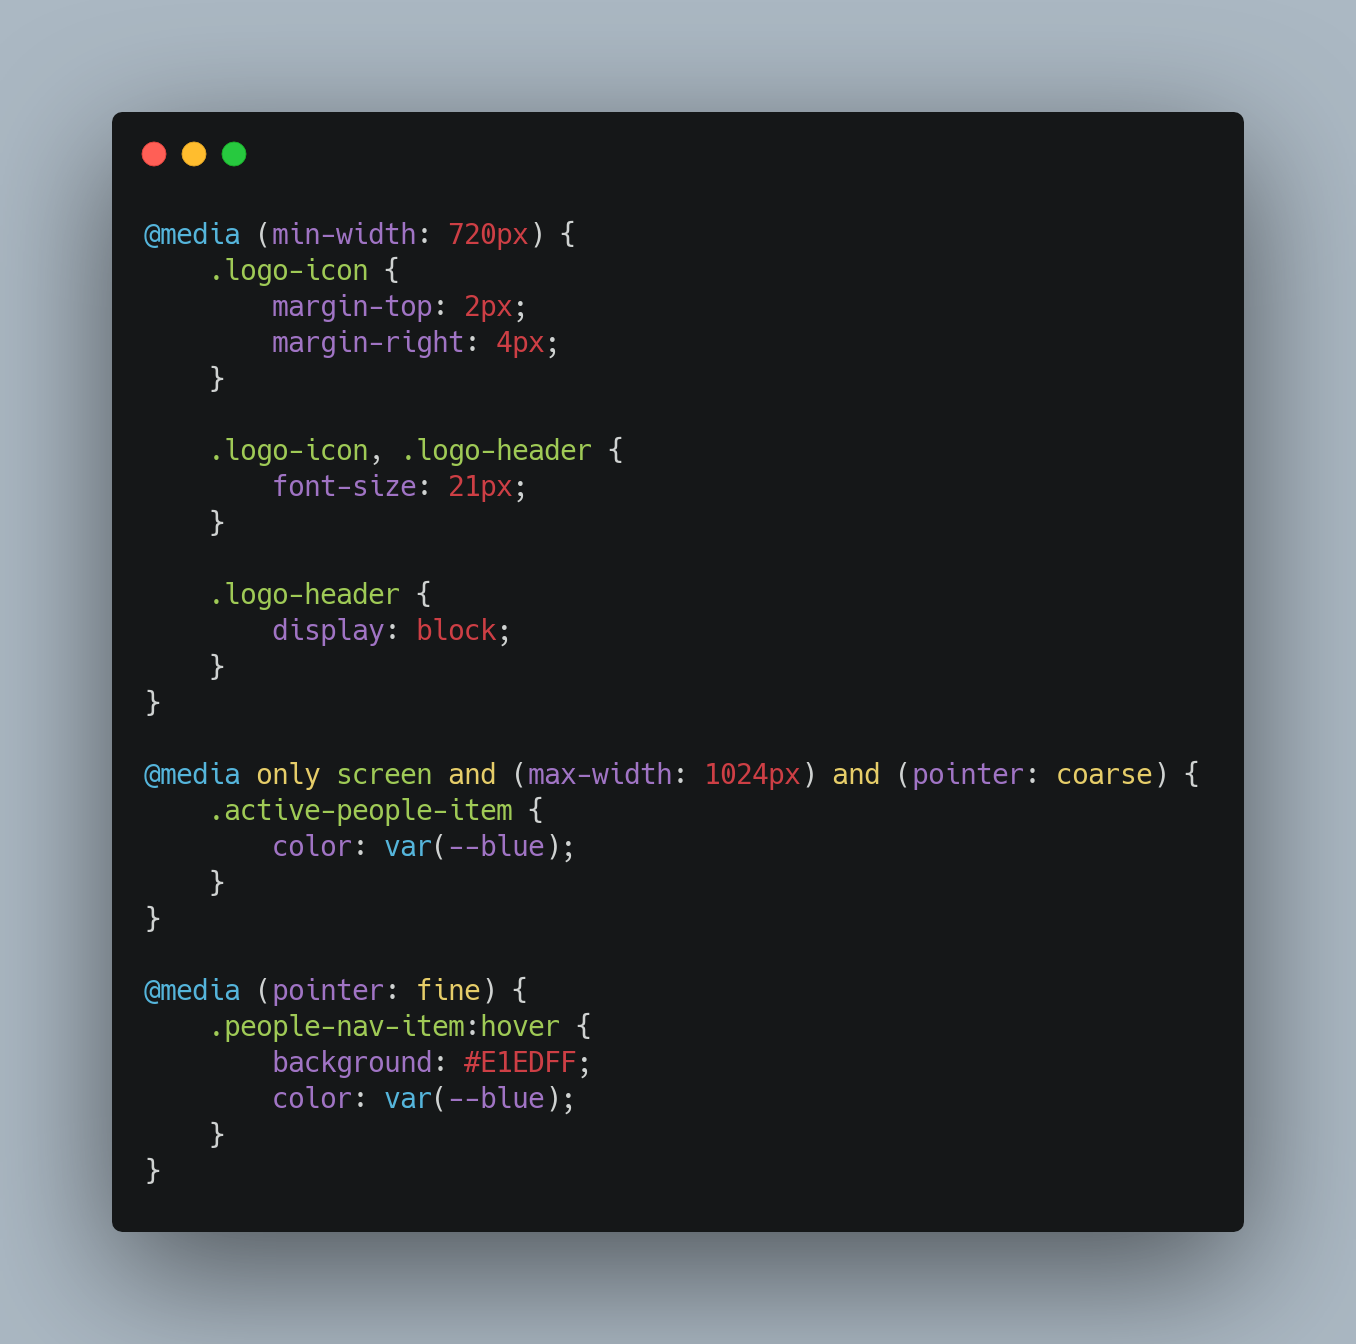 @media (min-width: 720px) {
    .logo-icon {
        margin-top: 2px;
        margin-right: 4px;
    }

    .logo-icon, .logo-header {
        font-size: 21px;
    }

    .logo-header {
        display: block;
    }
}

@media only screen and (max-width: 1024px) and (pointer: coarse) {
    .active-people-item {
        color: var(--blue);
    }
}

@media (pointer: fine) {
    .people-nav-item:hover {
        background: #E1EDFF;
        color: var(--blue);
    }
}